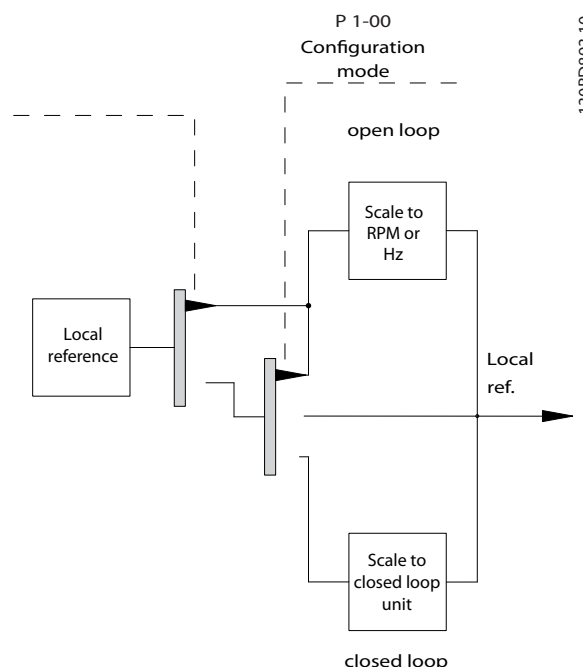 P 1-00
Configuration
mode
open loop
Scale to
RPM or
Hz
Local
reference
Local
ref.
Scale to
closed loop
unit
closed loop